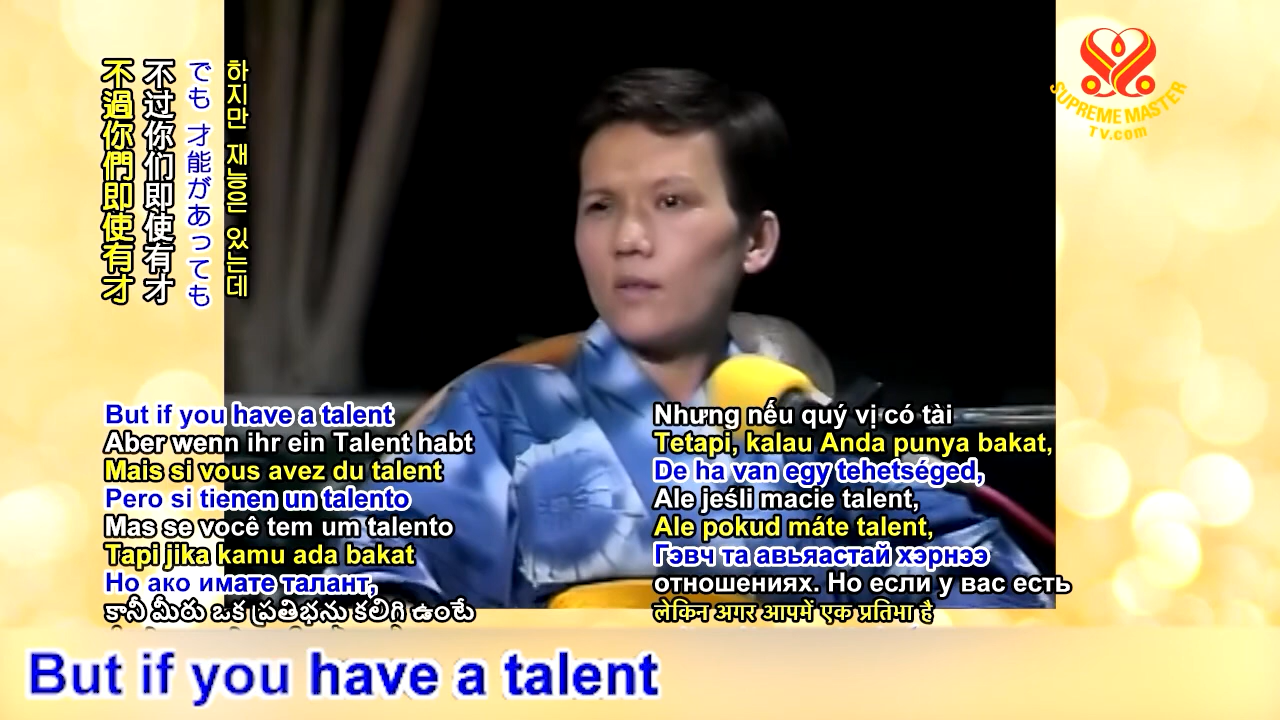 하지만 재능은 있는데
でも 才能があっても
不过你们即使有才
不過你們即使有才
SUPREME MASTER
TV.com
But if you have a talent
Aber wenn ihr ein Talent habt
Mais si vous avez du talent
Pero si tienen un talento
Mas se você tem um talento
Tapi jika kamu ada bakat
Но ако имате талант,
కానీ మీరు ఒక ప్రతిభను కలిగి ఉంటే
Nhưng nếu quý vị có tài
Tetapi, kalau Anda punya bakat,
De ha van egy tehetséged,
Ale jeśli macie talent,
Ale pokud máte talent,
Гэвч та авьяастай хэрнээ
отношениях. Но если у вас есть
लेकिन अगर आपमें एक प्रतिभा है
But if you have a talent